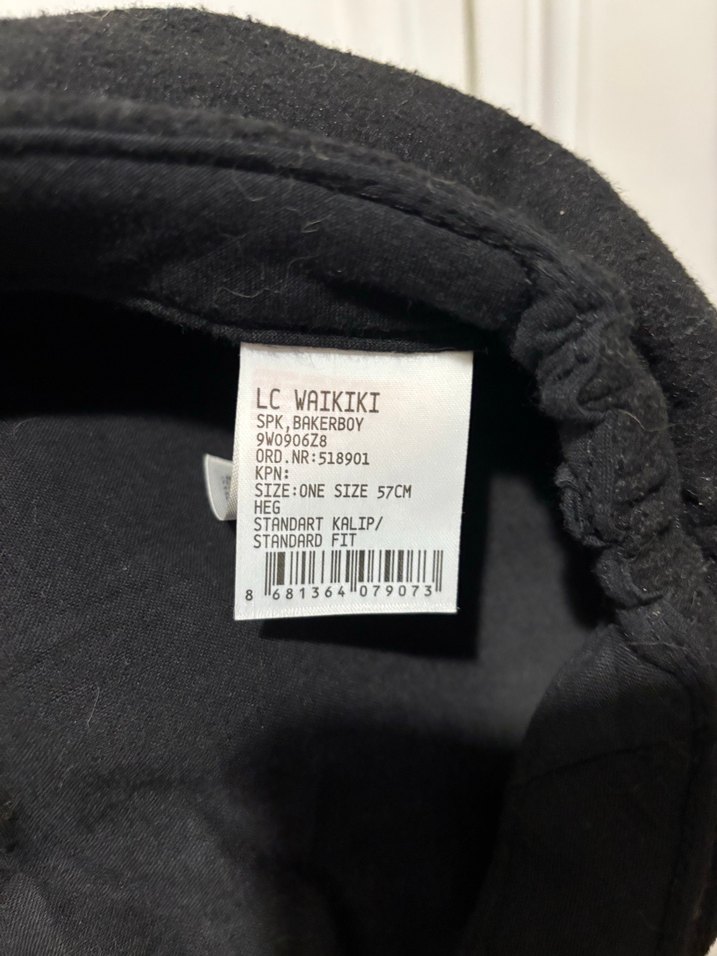 LC WAIKIKI
SPK,BAKERBOY
9W0906Z8
ORD.NR:518901
KPN:
SIZE:ONE SIZE 57CM
HEG
STANDART KALIP/
STANDARD FIT
8 681364 079073